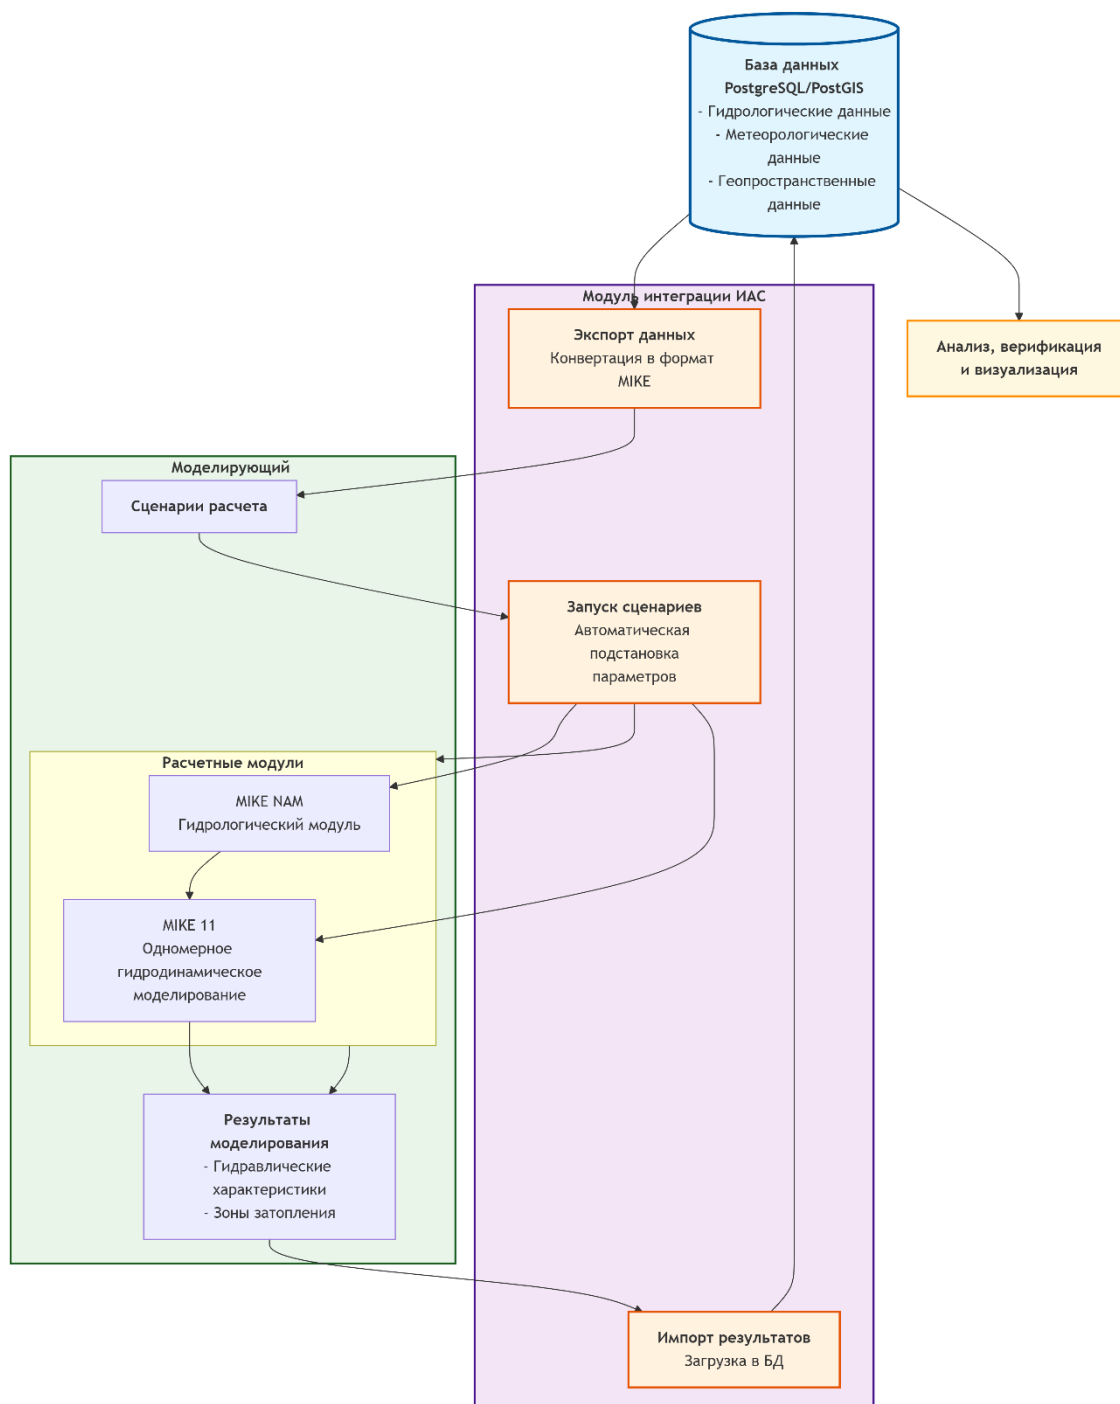 База данных
PostgreSQL/PostGIS
- Гидрологические данные
- Метеорологические
данные
- Геопространственные
данные
Модуль интеграции ИАС
Экспорт данных
Конвертация в формат
MIKE
Анализ, верификация
и визуализация
Моделирующий
Сценарии расчета
Запуск сценариев
Автоматическая
подстановка
параметров
Расчетные модули
MIKE NAM
Гидрологический модуль
MIKE 11
Одномерное
гидродинамическое
моделирование
Результаты
моделирования
- Гидравлические
характеристики
- Зоны затопления
Импорт результатов
Загрузка в БД